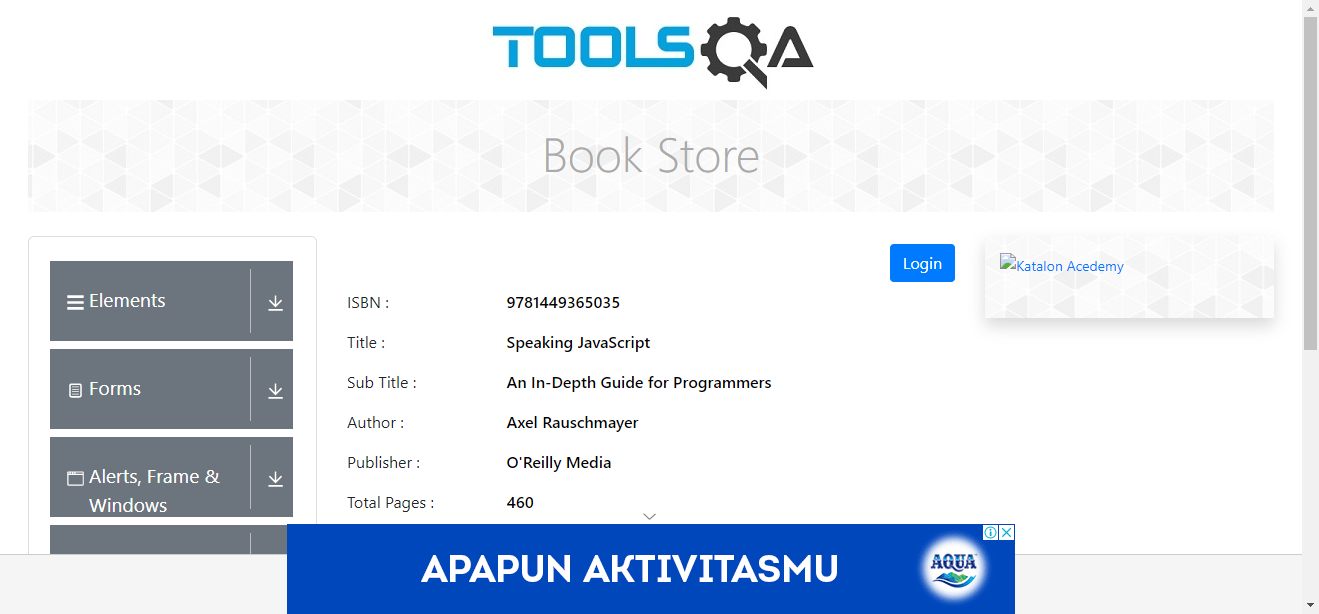 TOOLSQA
Book Store
Login
Katalon Acedemy
Elements
Forms
Alerts, Frame &
Windows
ISBN : 9781449365035
Title : Speaking JavaScript
Sub Title : An In-Depth Guide for Programmers
Author : Axel Rauschmayer
Publisher : O'Reilly Media
Total Pages : 460
APAPUN AKTIVITASMU
AQUA